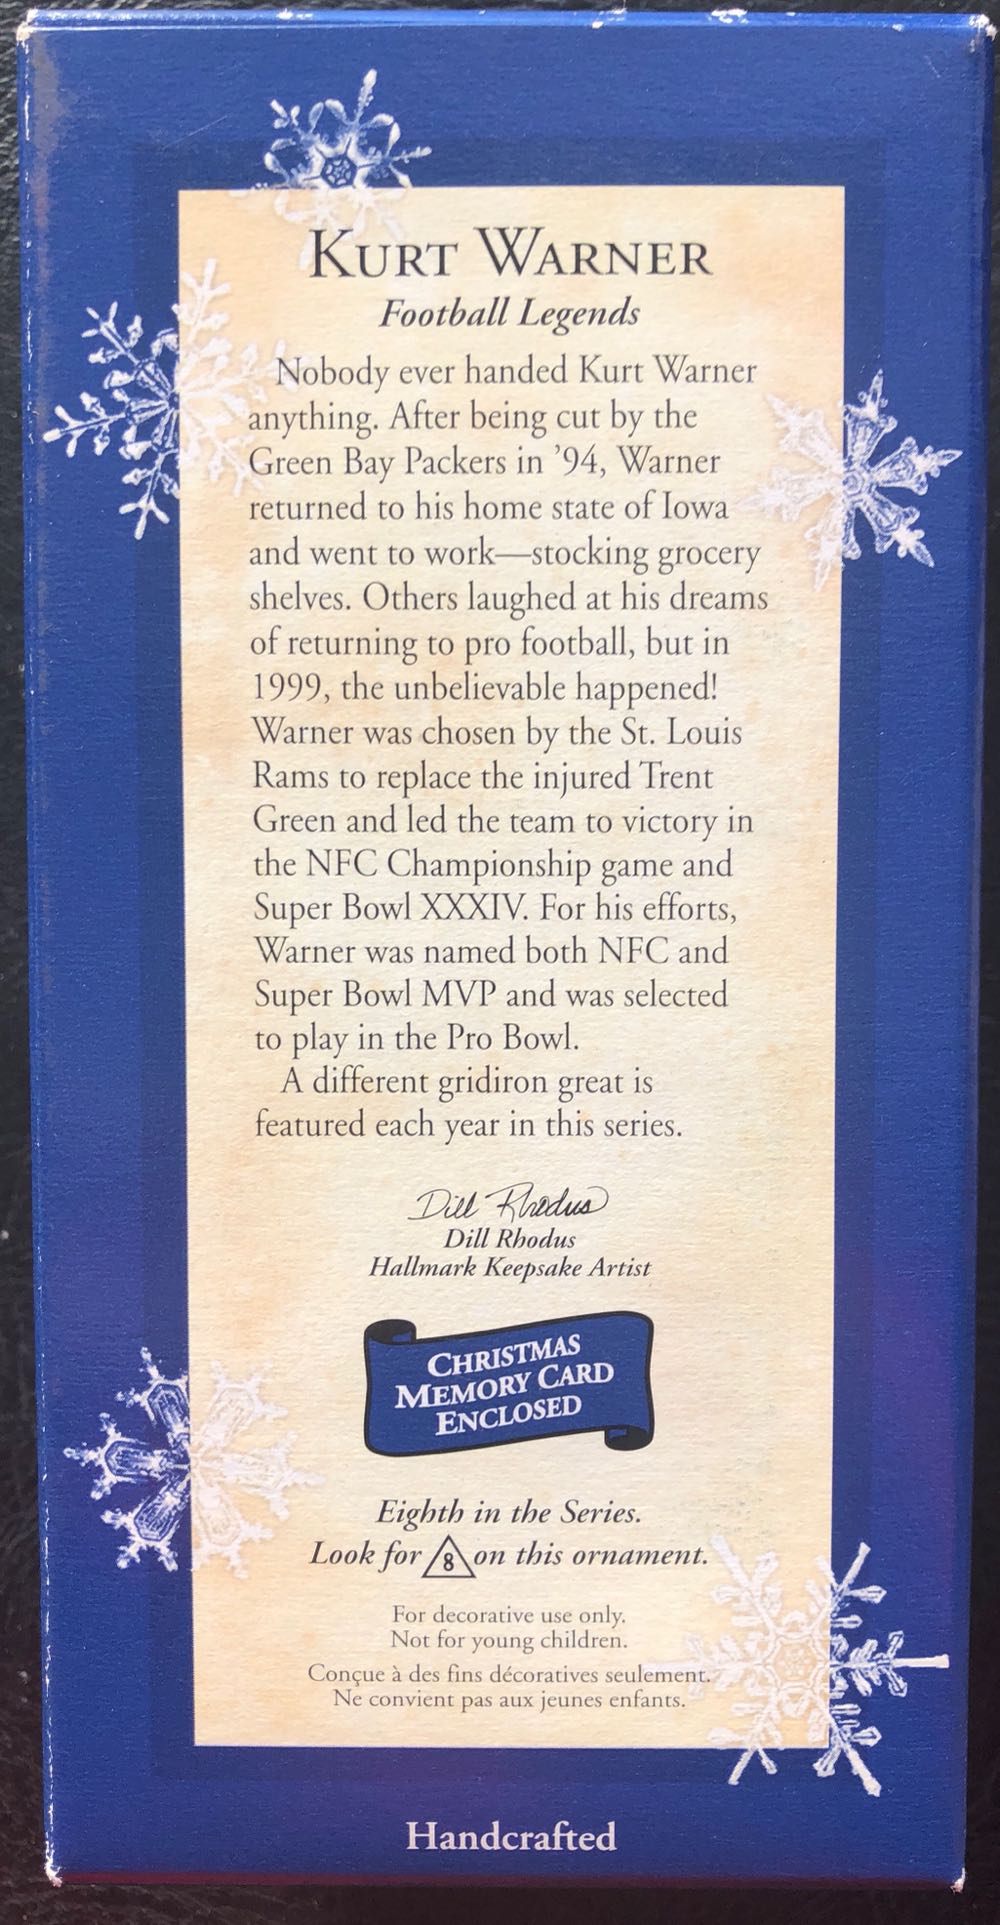 KURT WARNER
Football Legends
Nobody ever handed Kurt Warner
anything. After being cut by the
Green Bay Packers in ’94, Warner
returned to his home state of Iowa
and went to work—stocking grocery
shelves. Others laughed at his dreams
of returning to pro football, but in
1999, the unbelievable happened!
Warner was chosen by the St. Louis
Rams to replace the injured Trent
Green and led the team to victory in
the NFC Championship game and
Super Bowl XXXIV. For his efforts,
Warner was named both NFC and
Super Bowl MVP and was selected
to play in the Pro Bowl.
A different gridiron great is
featured each year in this series.
Dill Rhodus
Dill Rhodus
Hallmark Keepsake Artist
CHRISTMAS
MEMORY CARD
ENCLOSED
Eighth in the Series.
Look for 8 on this ornament.
For decorative use only.
Not for young children.
Conçue à des fins décoratives seulement.
Ne convient pas aux jeunes enfants.
Handcrafted